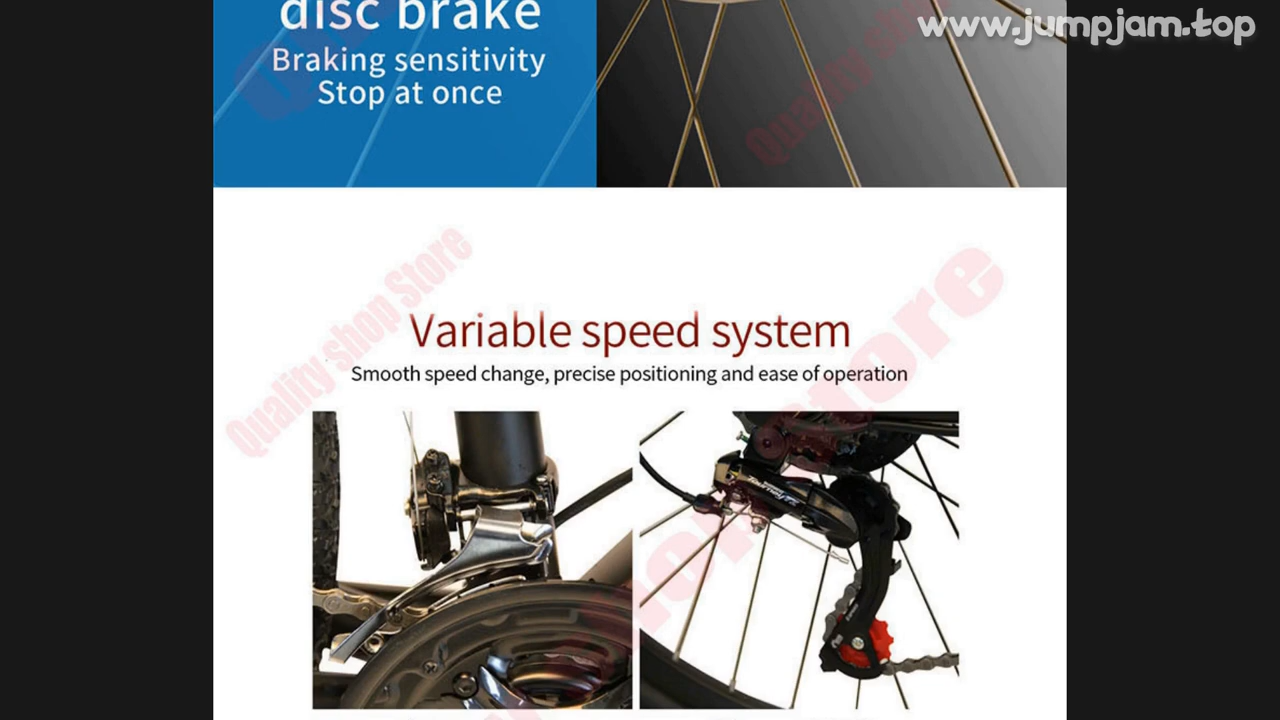 www.jumpjam.top
disc brake
Braking sensitivity
Stop at once
Quality shop Store
Variable speed system
Smooth speed change, precise positioning and ease of operation
Tourney